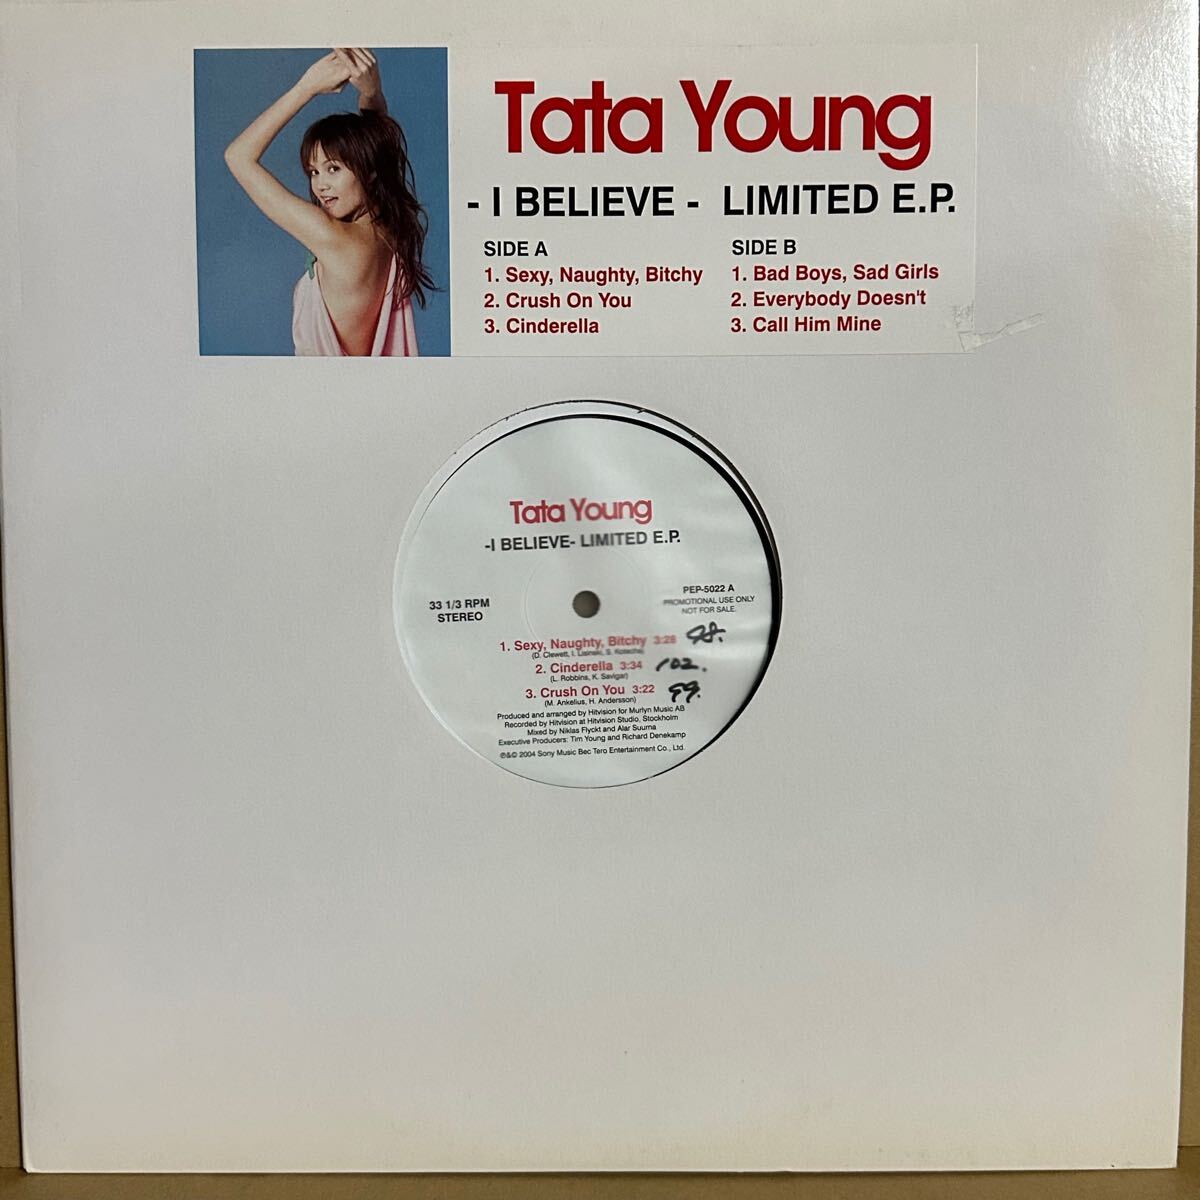 Tata Young
- I BELIEVE - LIMITED E.P.
SIDE A
1. Sexy, Naughty, Bitchy
2. Crush On You
3. Cinderella
SIDE B
1. Bad Boys, Sad Girls
2. Everybody Doesn't
3. Call Him Mine
Tata Young
-I BELIEVE- LIMITED E.P.
33 1/3 RPM
STEREO
PEP-5022 A
PROMOTIONAL USE ONLY
NOT FOR SALE.
1. Sexy, Naughty, Bitchy 3:28 98.
(D. Clewett, I. Lisinski, S. Kotecha)
2. Cinderella 3:34 102.
(L. Robbins, K. Savigar)
3. Crush On You 3:22 99.
(M. Ankelius, H. Andersson)
Produced and arranged by Hitvision for Murlyn Music AB
Recorded by Hitvision at Hitvision Studio, Stockholm
Mixed by Niklas Flyckt and Alar Suurna
Executive Producers: Tim Young and Richard Denekamp
℗&© 2004 Sony Music Bec Tero Entertainment Co., Ltd.